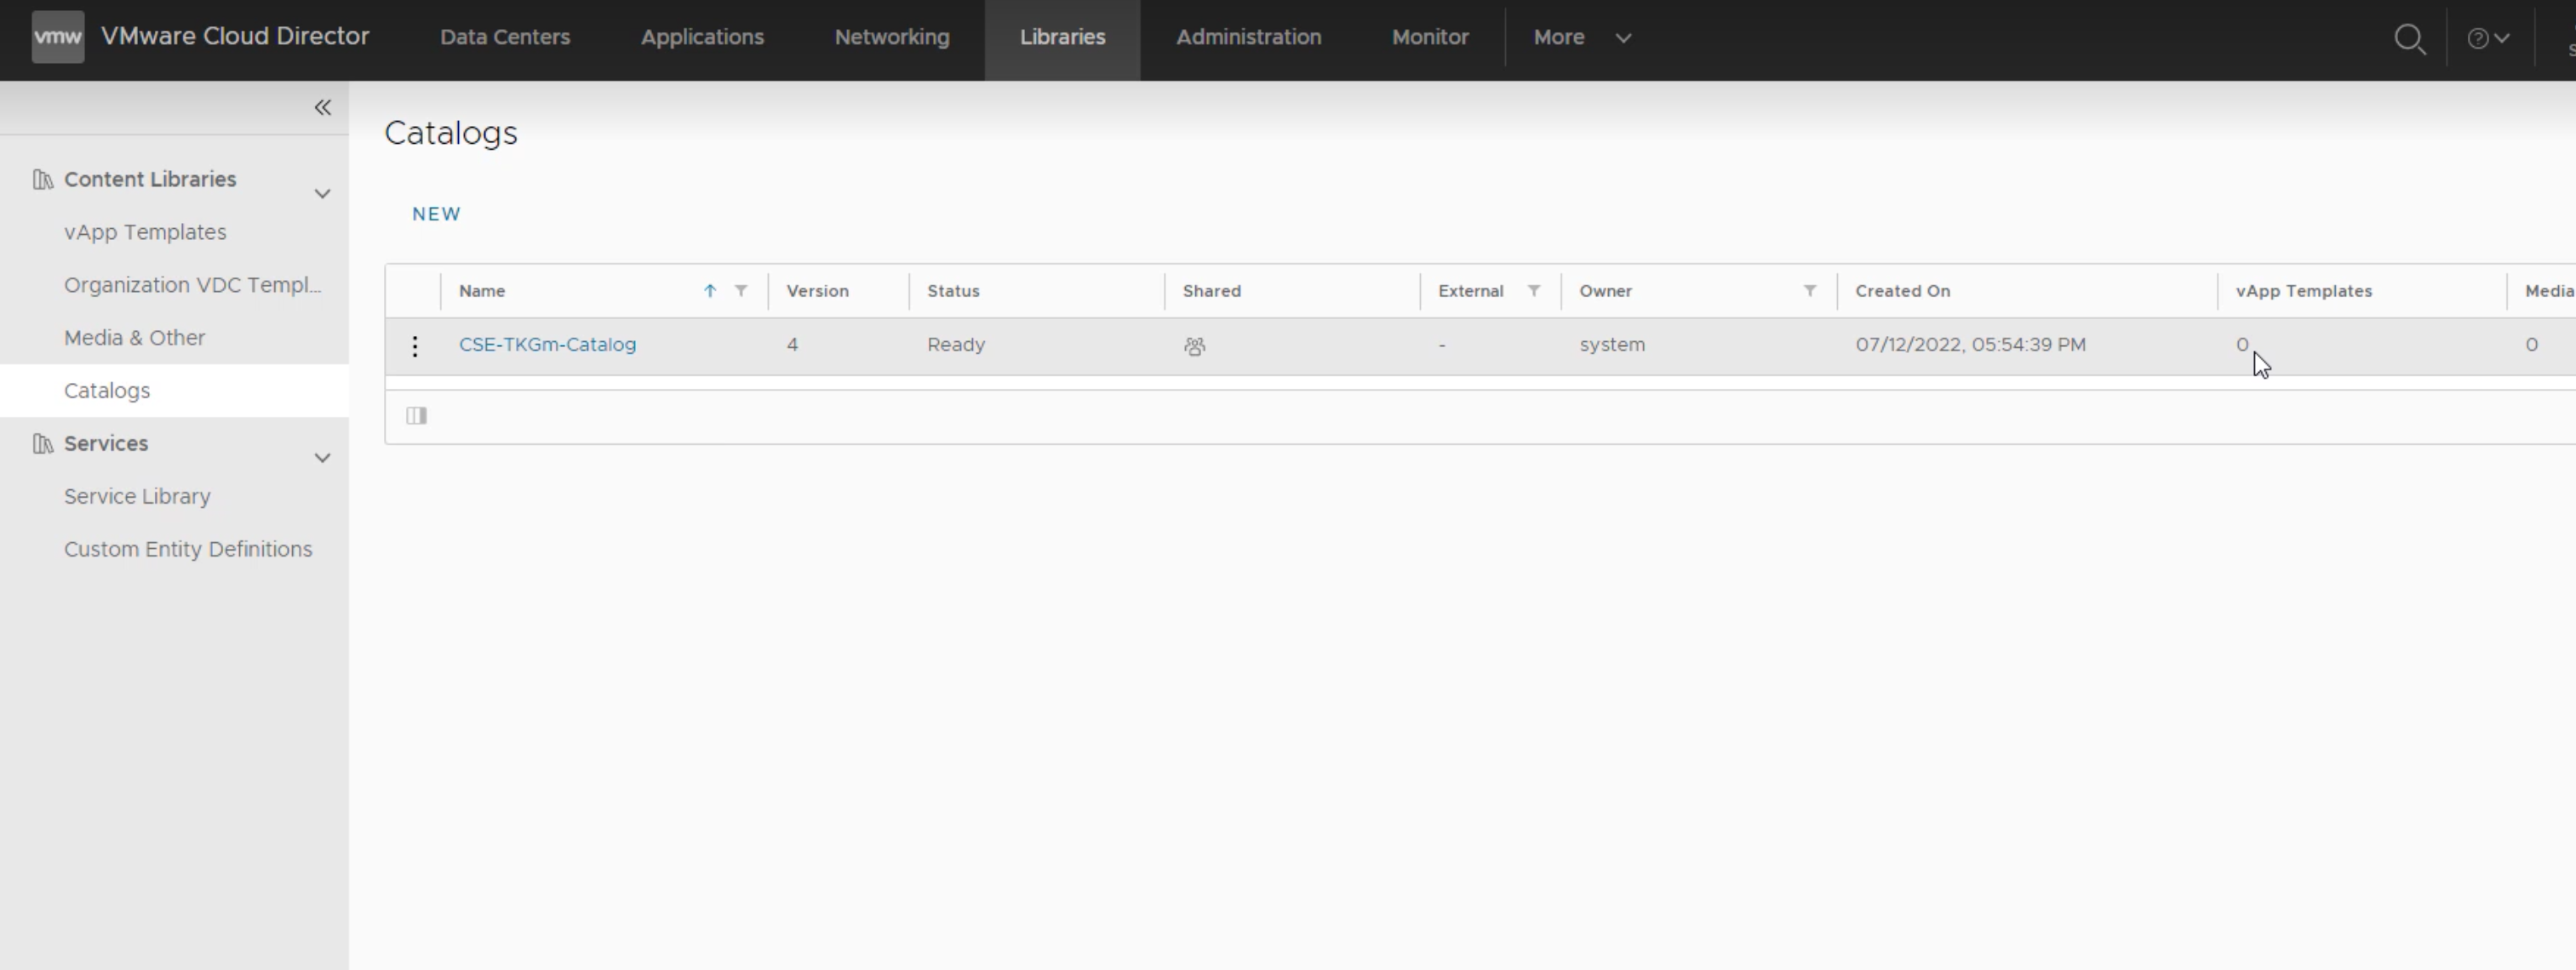 vmw VMware Cloud Director Data Centers Applications Networking Libraries Administration Monitor More
Catalogs
Content Libraries
vApp Templates
Organization VDC Templ...
Media & Other
Catalogs
Services
Service Library
Custom Entity Definitions
NEW
Name Version Status Shared External Owner Created On vApp Templates Media
CSE-TKGm-Catalog 4 Ready - system 07/12/2022, 05:54:39 PM 0 0